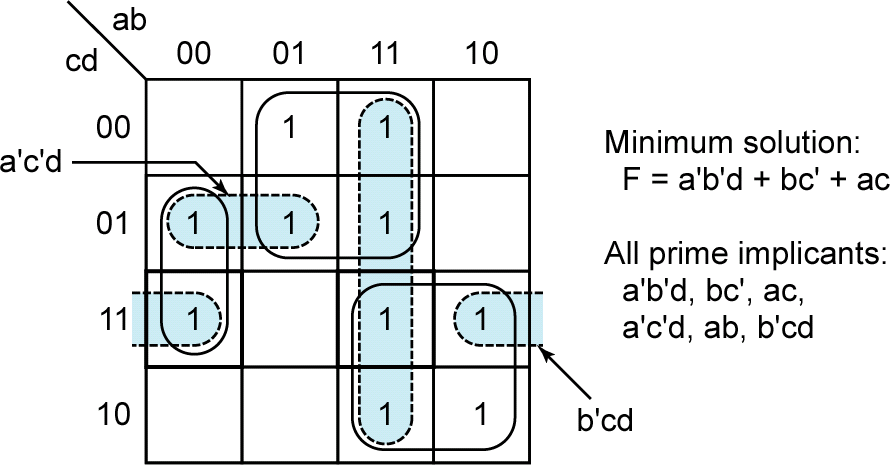 ab
cd
00 01 11 10
00 1 1
a'c'd
01 1 1 1
11 1 1 1
10 1 1
b'cd
Minimum solution:
F = a'b'd + bc' + ac
All prime implicants:
a'b'd, bc', ac,
a'c'd, ab, b'cd